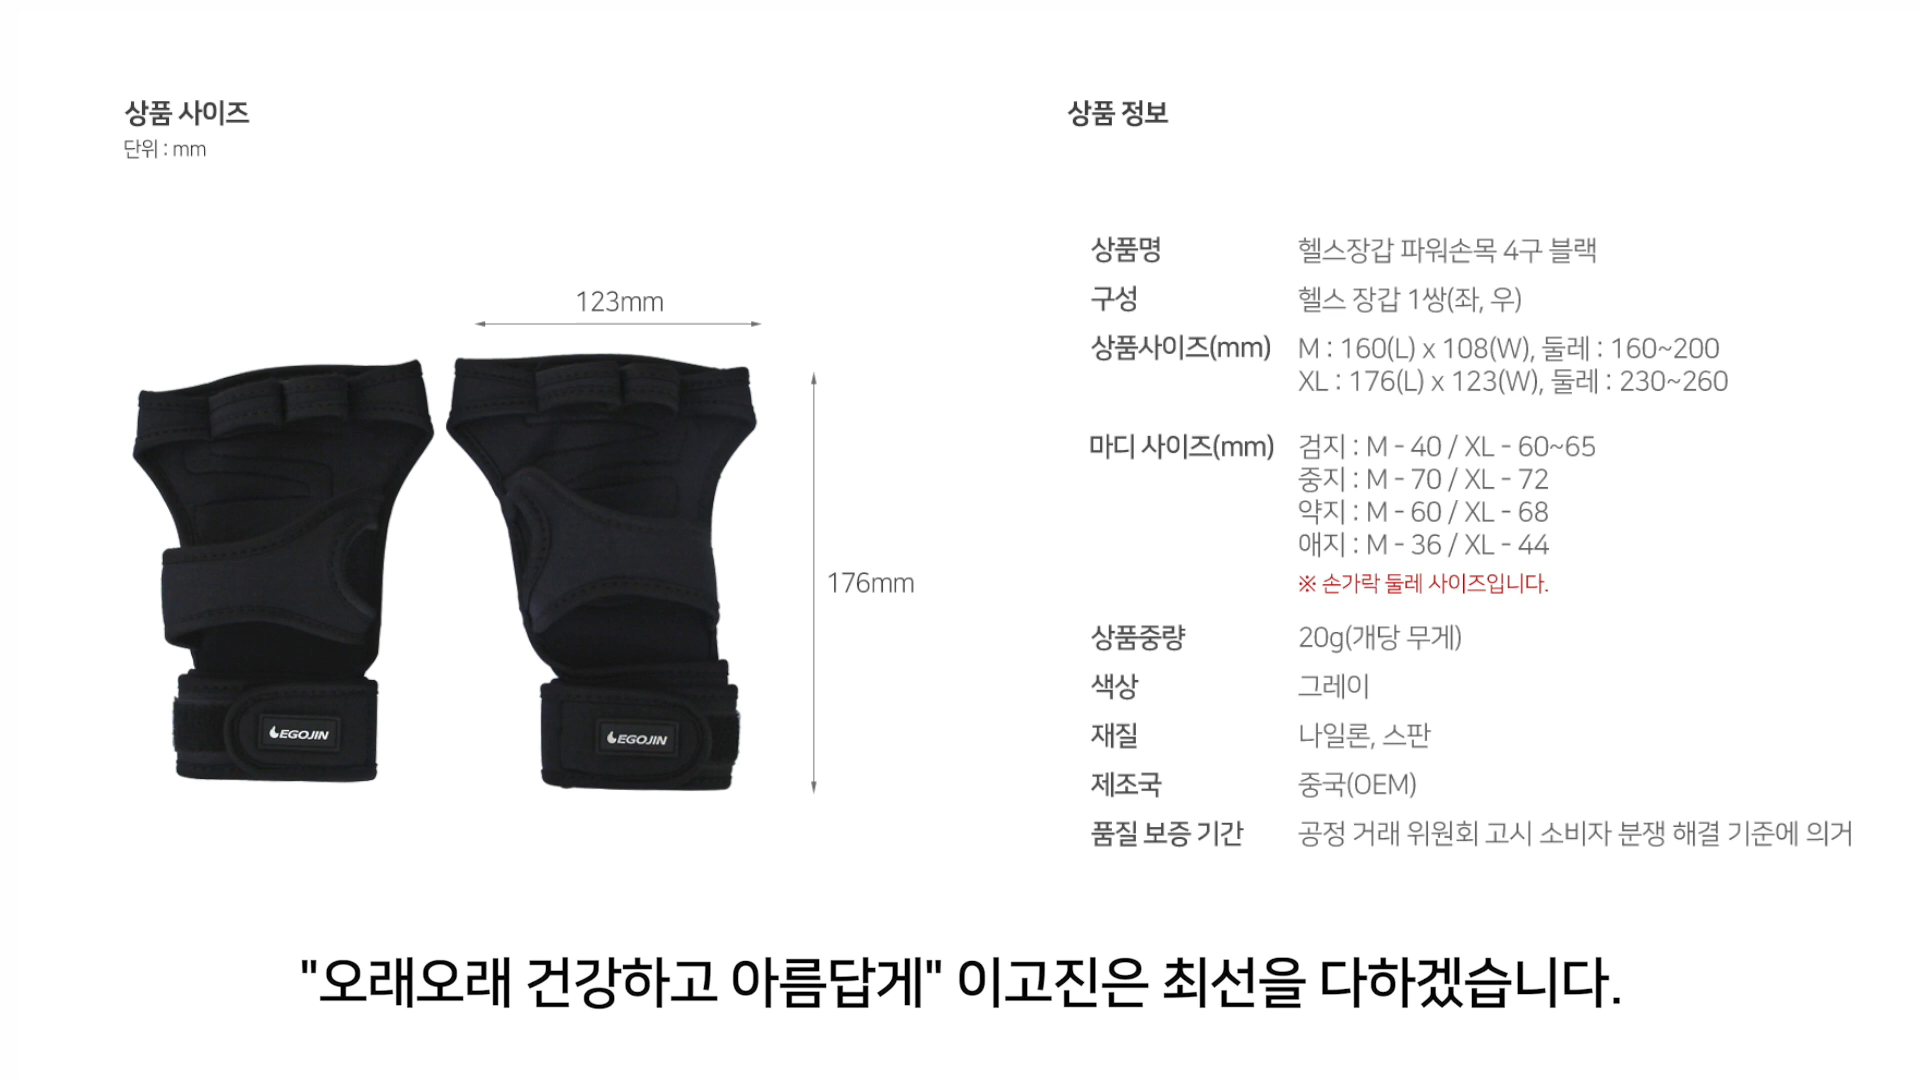 상품 사이즈
단위 : mm
123mm
176mm
EGOJIN
EGOJIN
상품 정보
상품명 헬스장갑 파워손목 4구 블랙
구성 헬스 장갑 1쌍(좌, 우)
상품사이즈(mm) M : 160(L) x 108(W), 둘레 : 160~200
XL : 176(L) x 123(W), 둘레 : 230~260
마디 사이즈(mm) 검지 : M - 40 / XL - 60~65
중지 : M - 70 / XL - 72
약지 : M - 60 / XL - 68
애지 : M - 36 / XL - 44
※ 손가락 둘레 사이즈입니다.
상품중량 20g(개당 무게)
색상 그레이
재질 나일론, 스판
제조국 중국(OEM)
품질 보증 기간 공정 거래 위원회 고시 소비자 분쟁 해결 기준에 의거
"오래오래 건강하고 아름답게" 이고진은 최선을 다하겠습니다.